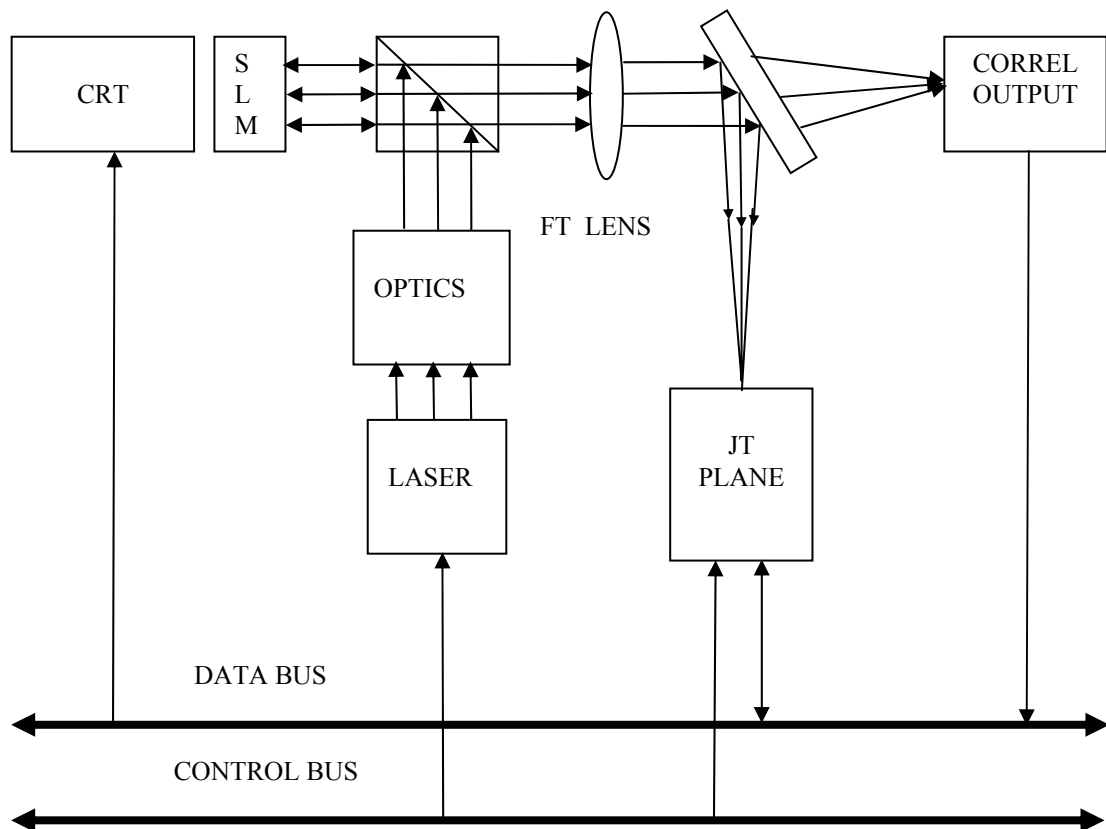 CRT
S
L
M
CORREL
OUTPUT
FT LENS
OPTICS
LASER
JT
PLANE
DATA BUS
CONTROL BUS